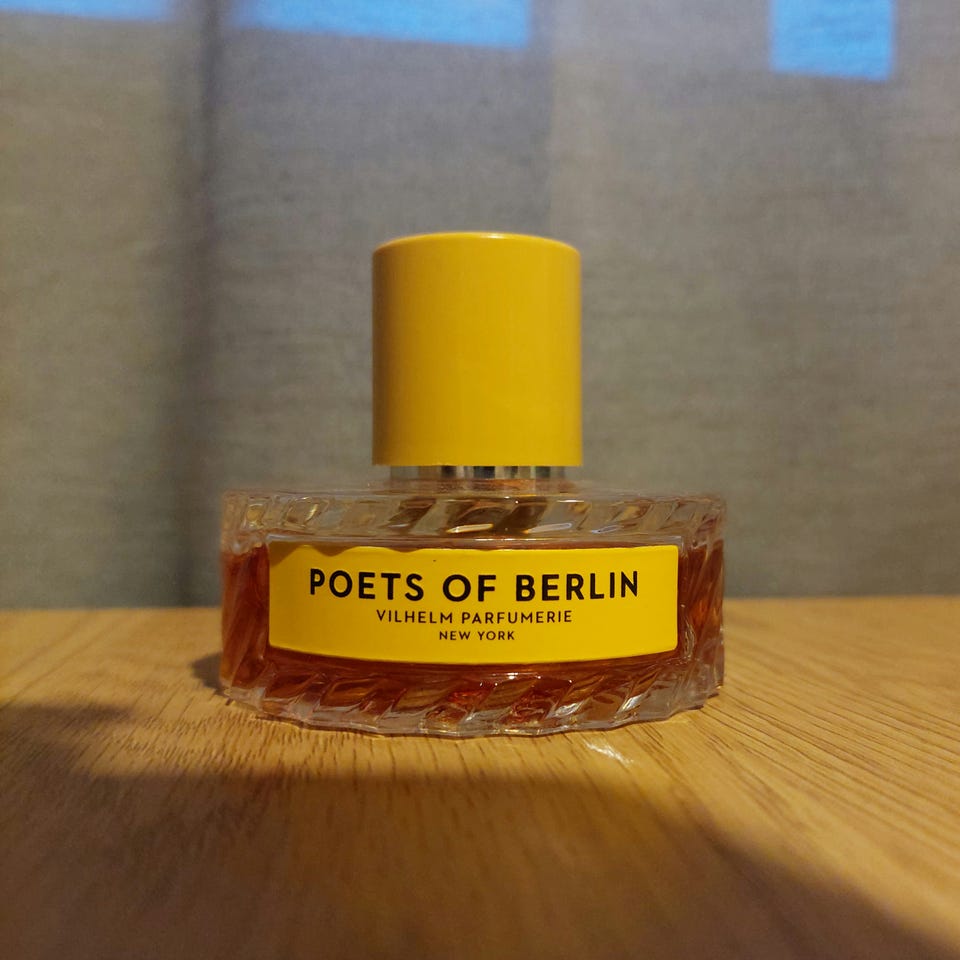 POETS OF BERLIN
VILHELM PARFUMERIE
NEW YORK